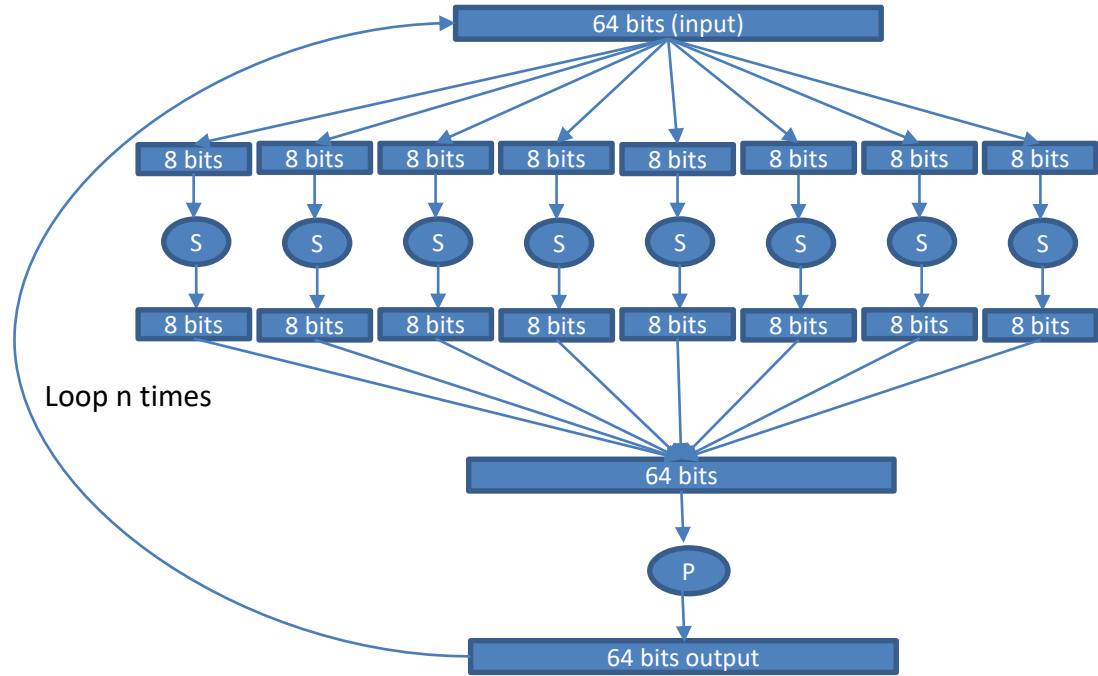 64 bits (input)
8 bits 8 bits 8 bits 8 bits 8 bits 8 bits 8 bits 8 bits
S S S S S S S S
8 bits 8 bits 8 bits 8 bits 8 bits 8 bits 8 bits 8 bits
Loop n times
64 bits
P
64 bits output